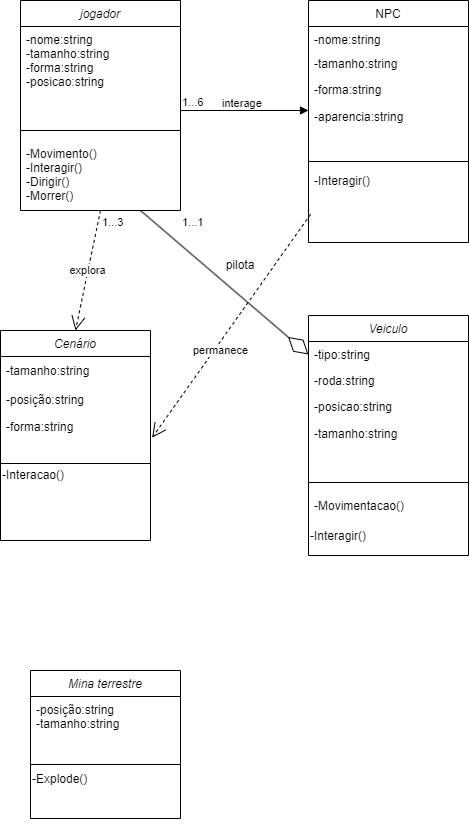 jogador
-nome:string
-tamanho:string
-forma:string
-posicao:string
-Movimento()
-Interagir()
-Dirigir()
-Morrer()
NPC
-nome:string
-tamanho:string
-forma:string
-aparencia:string
-Interagir()
1...6
interage
1...3
1...1
explora
pilota
permanece
Cenário
-tamanho:string
-posição:string
-forma:string
-Interacao()
Veiculo
-tipo:string
-roda:string
-posicao:string
-tamanho:string
-Movimentacao()
-Interagir()
Mina terrestre
-posição:string
-tamanho:string
-Explode()